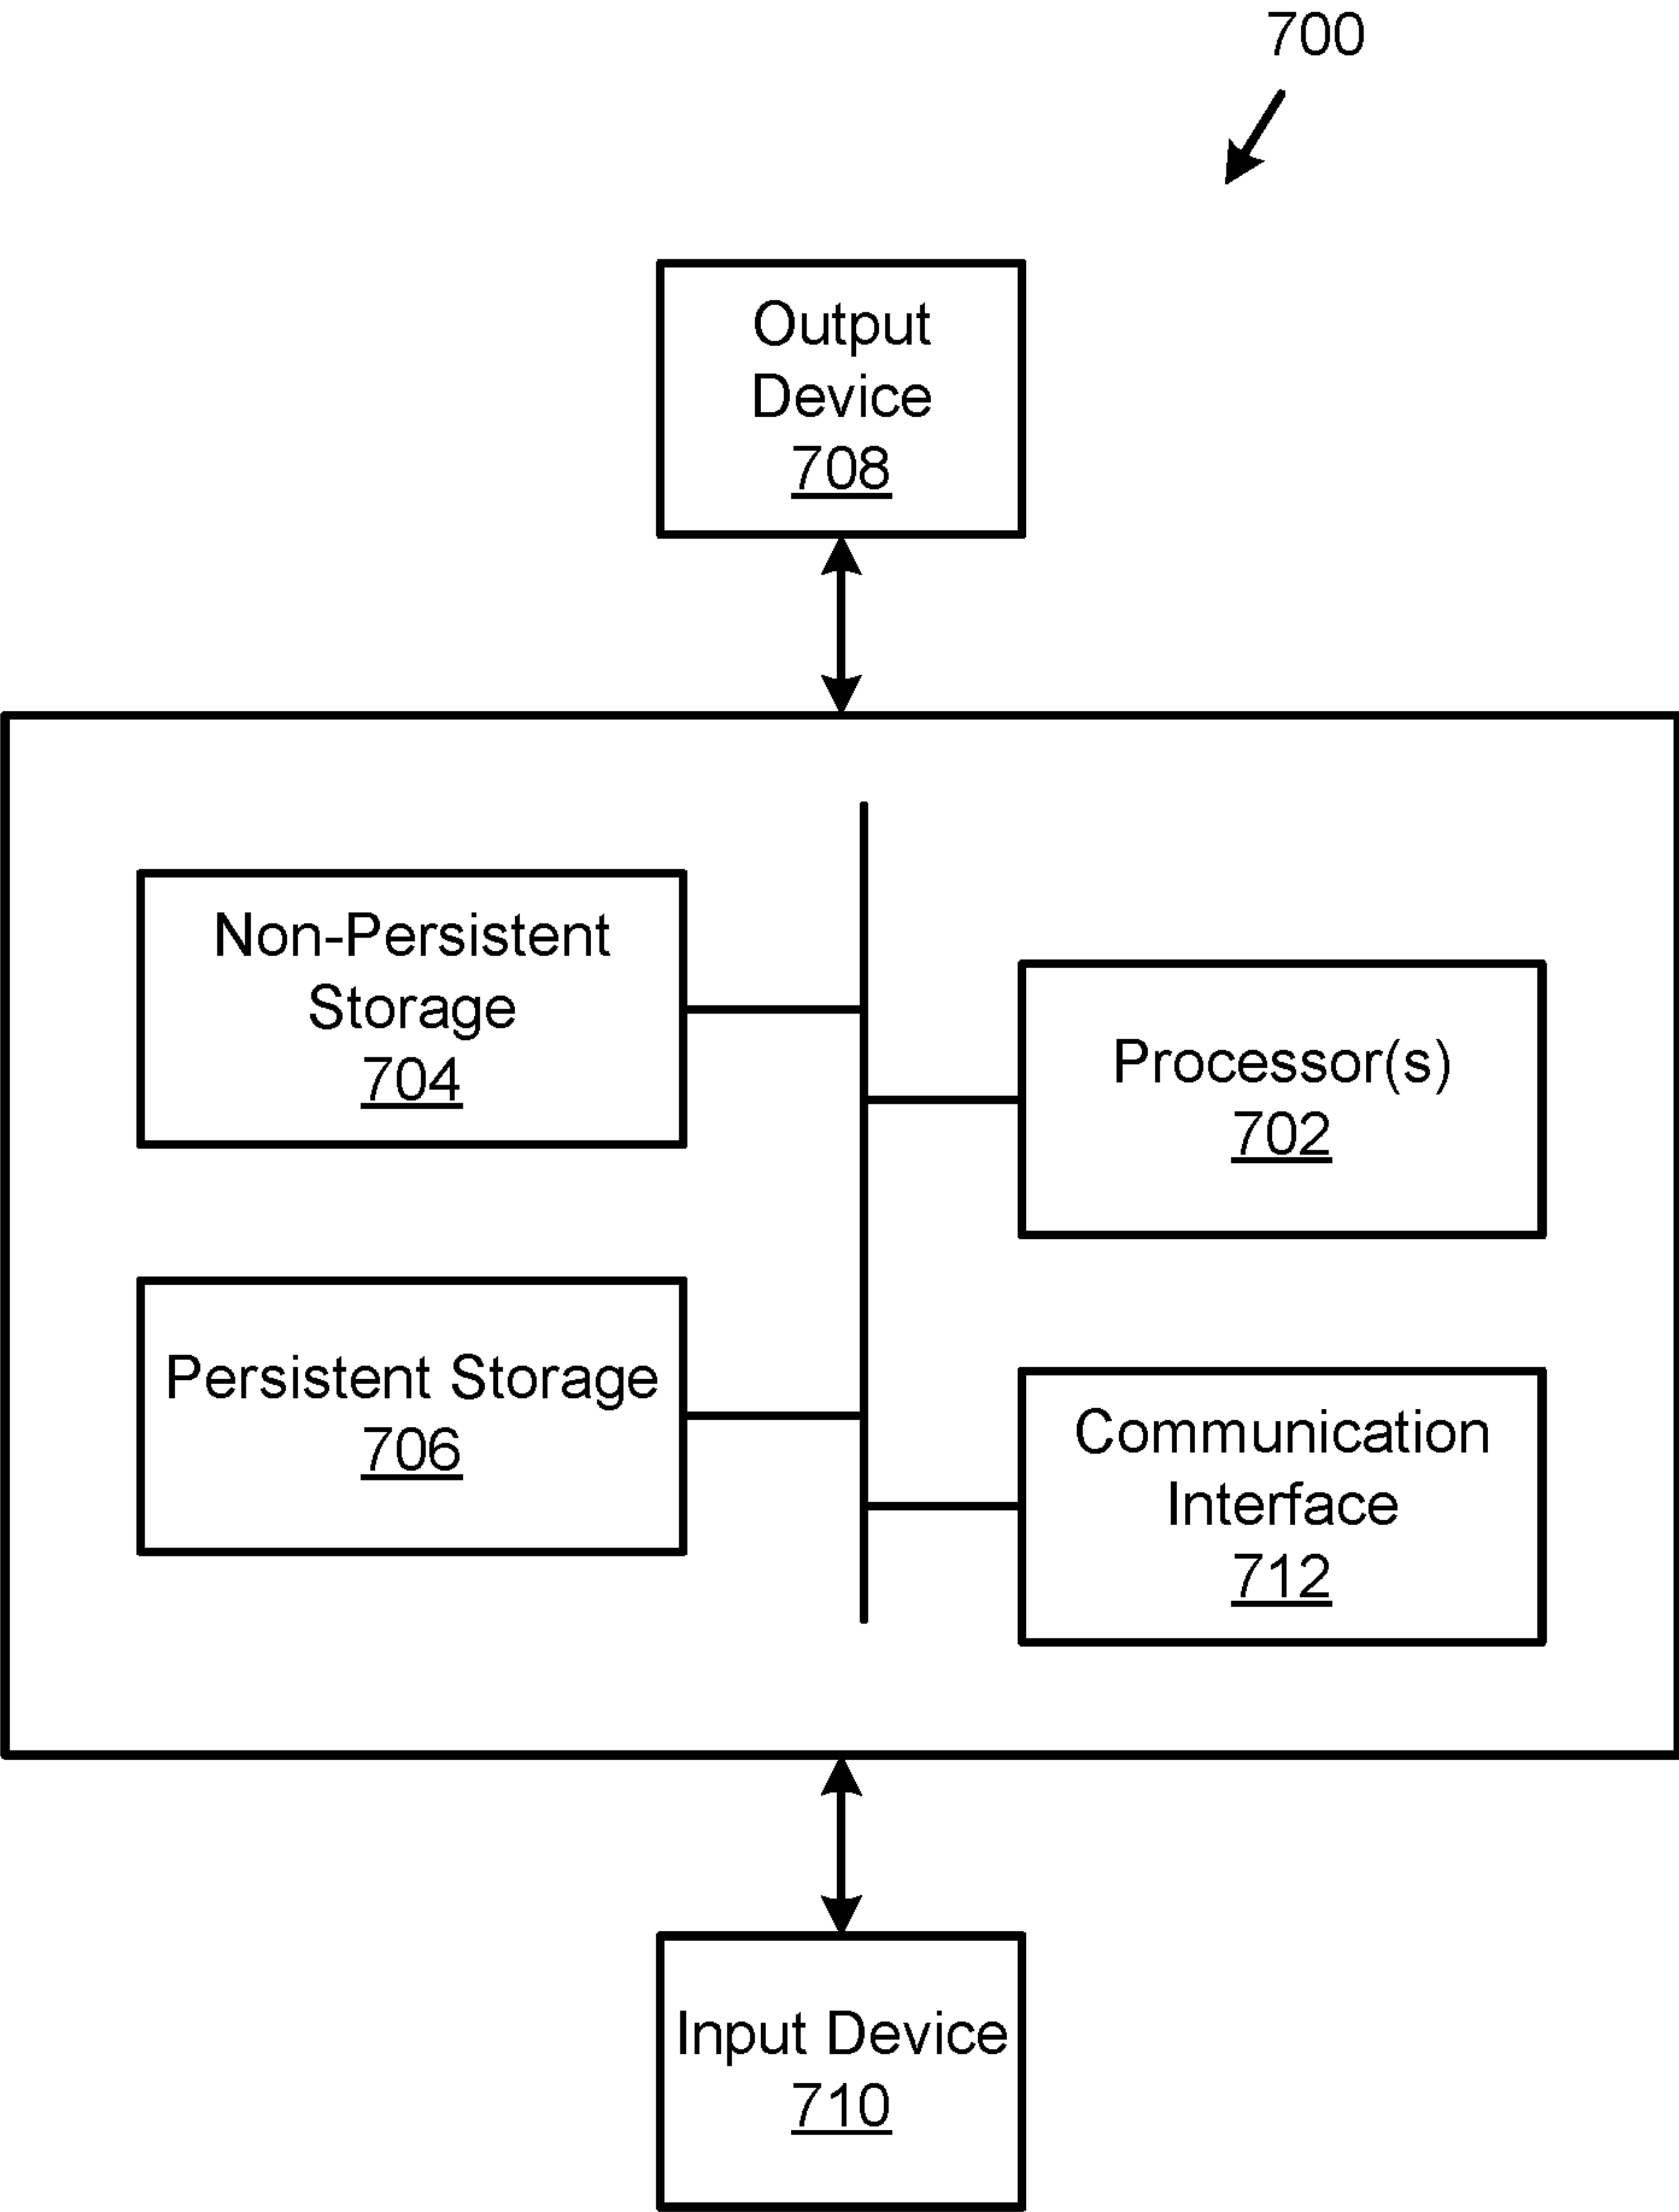 700
Output
Device
708
Non-Persistent
Storage
704
Processor(s)
702
Persistent Storage
706
Communication
Interface
712
Input Device
710